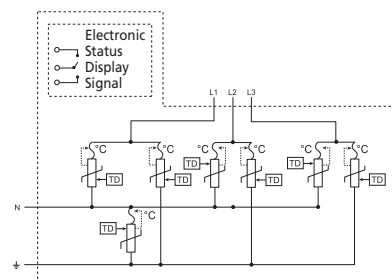 Electronic
Status
Display
Signal
L1 L2 L3
°C °C °C °C °C °C
TD TD TD TD TD TD
N
°C
TD